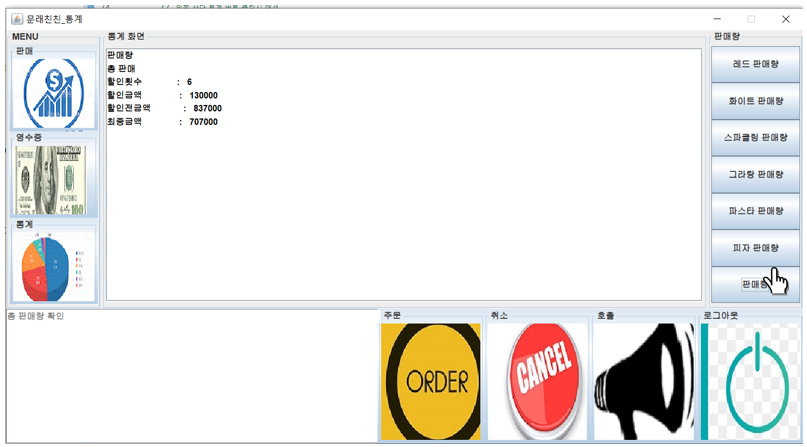 문래친친_통계
MENU
판매
영수증
통계
통계 화면
판매량
총 판매
할인횟수 : 6
할인금액 : 130000
할인전금액 : 837000
최종금액 : 707000
판매량
레드 판매량
화이트 판매량
스파클링 판매량
그라탕 판매량
파스타 판매량
피자 판매량
총 판매량 확인
주문
ORDER
취소
CANCEL
호출
로그아웃